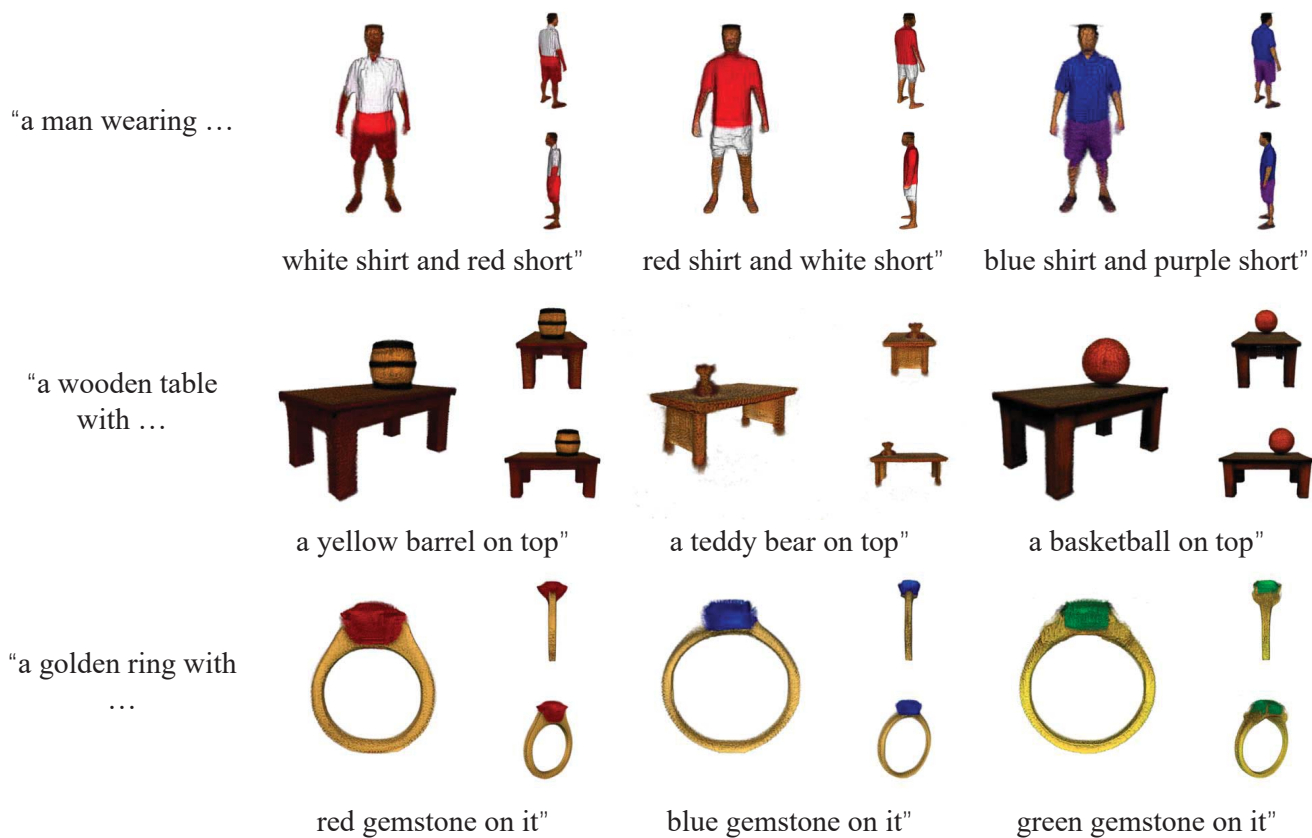 “a man wearing …
white shirt and red short”
red shirt and white short”
blue shirt and purple short”
“a wooden table
with …
a yellow barrel on top”
a teddy bear on top”
a basketball on top”
“a golden ring with
…
red gemstone on it”
blue gemstone on it”
green gemstone on it”